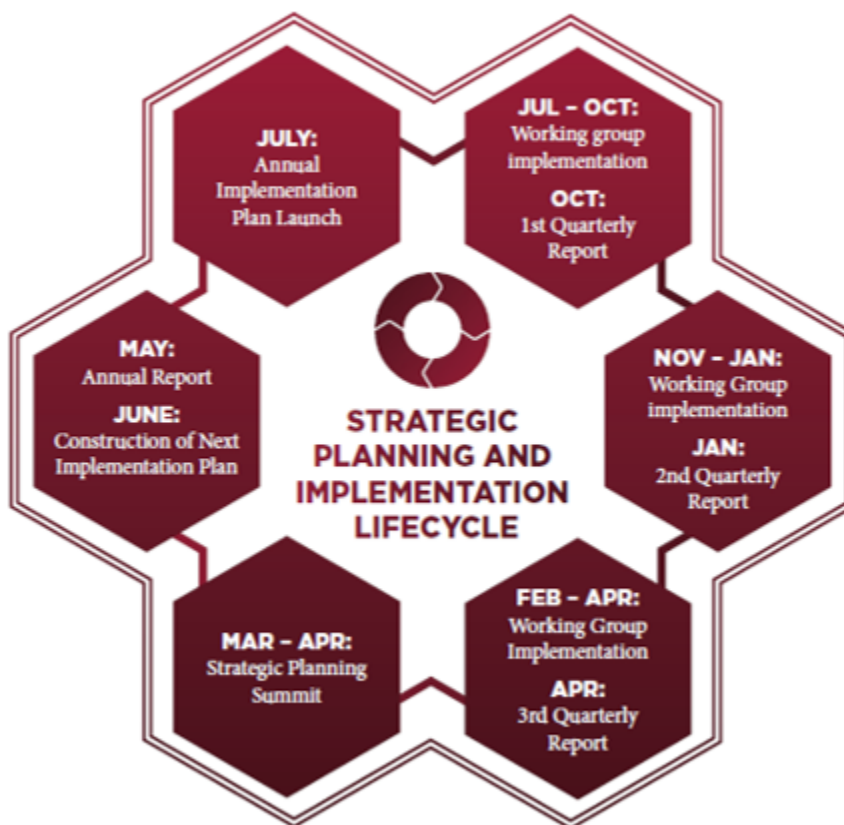 JULY:
Annual
Implementation
Plan Launch
JUL – OCT:
Working group
implementation
OCT:
1st Quarterly
Report
NOV – JAN:
Working Group
implementation
JAN:
2nd Quarterly
Report
FEB – APR:
Working Group
Implementation
APR:
3rd Quarterly
Report
MAR – APR:
Strategic Planning
Summit
MAY:
Annual Report
JUNE:
Construction of Next
Implementation Plan
STRATEGIC
PLANNING AND
IMPLEMENTATION
LIFECYCLE